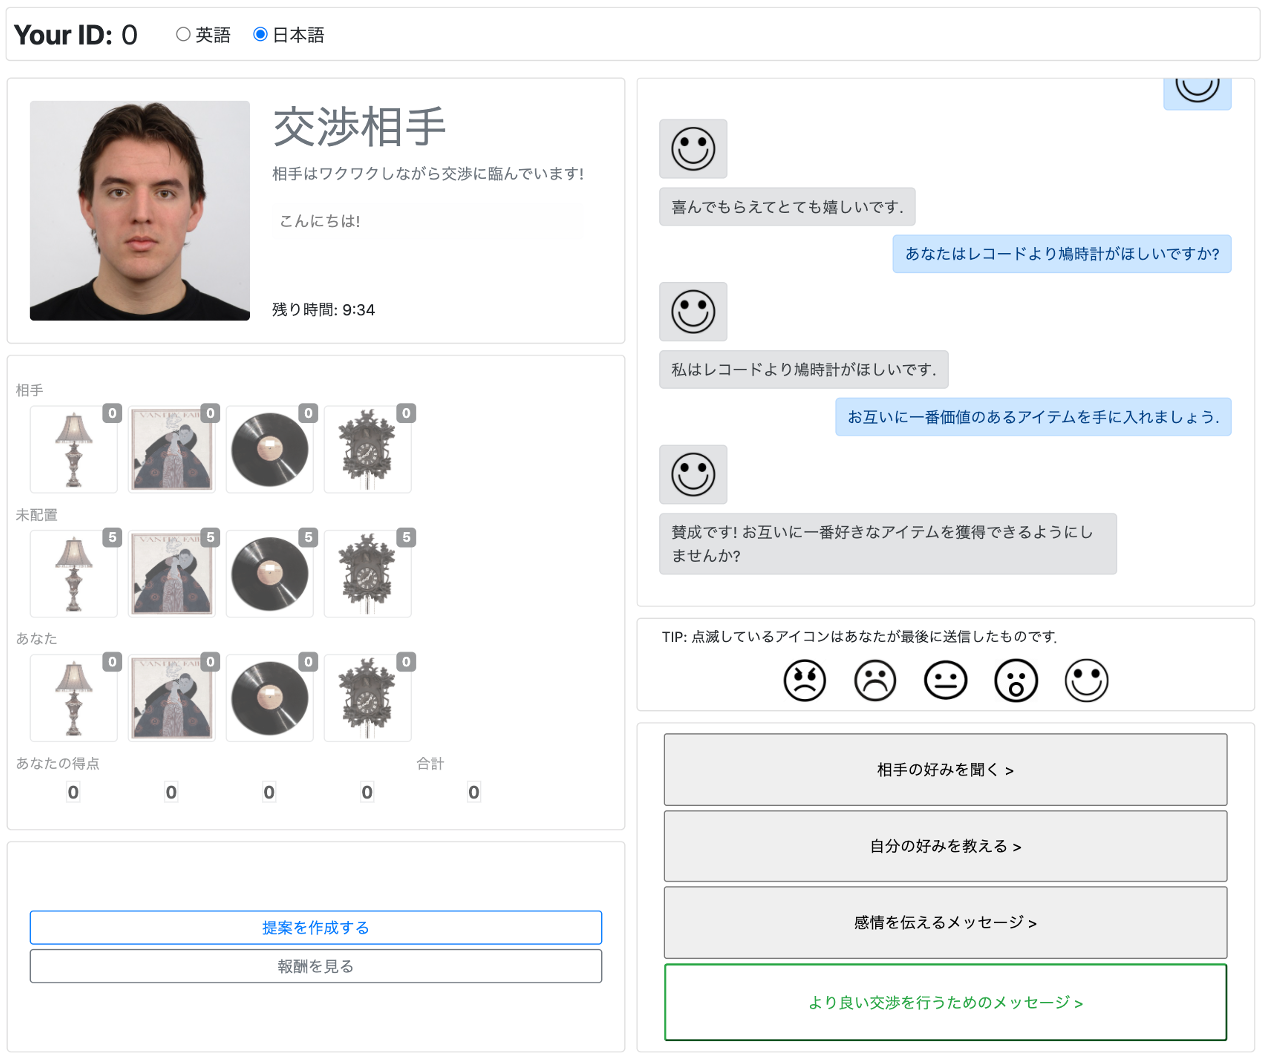 Your ID: 0
英語
日本語
交渉相手
相手はワクワクしながら交渉に臨んでいます!
こんにちは!
残り時間: 9:34
相手
0 0 0 0
未配置
5 5 5 5
あなた
0 0 0 0
あなたの得点 合計
0 0 0 0 0
提案を作成する
報酬を見る
喜んでもらえてとても嬉しいです.
あなたはレコードより鳩時計がほしいですか?
私はレコードより鳩時計がほしいです.
お互いに一番価値のあるアイテムを手に入れましょう.
賛成です! お互いに一番好きなアイテムを獲得できるようにし
ませんか?
TIP: 点滅しているアイコンはあなたが最後に送信したものです.
相手の好みを聞く >
自分の好みを教える >
感情を伝えるメッセージ >
より良い交渉を行うためのメッセージ >